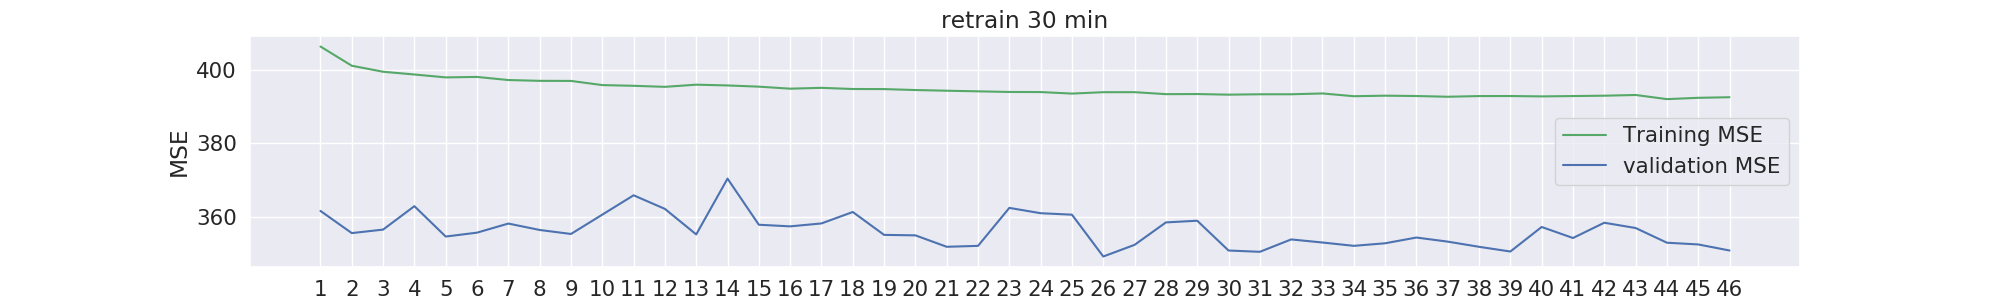 retrain 30 min
400
380
360
MSE
Training MSE
validation MSE
1 2 3 4 5 6 7 8 9 10 11 12 13 14 15 16 17 18 19 20 21 22 23 24 25 26 27 28 29 30 31 32 33 34 35 36 37 38 39 40 41 42 43 44 45 46